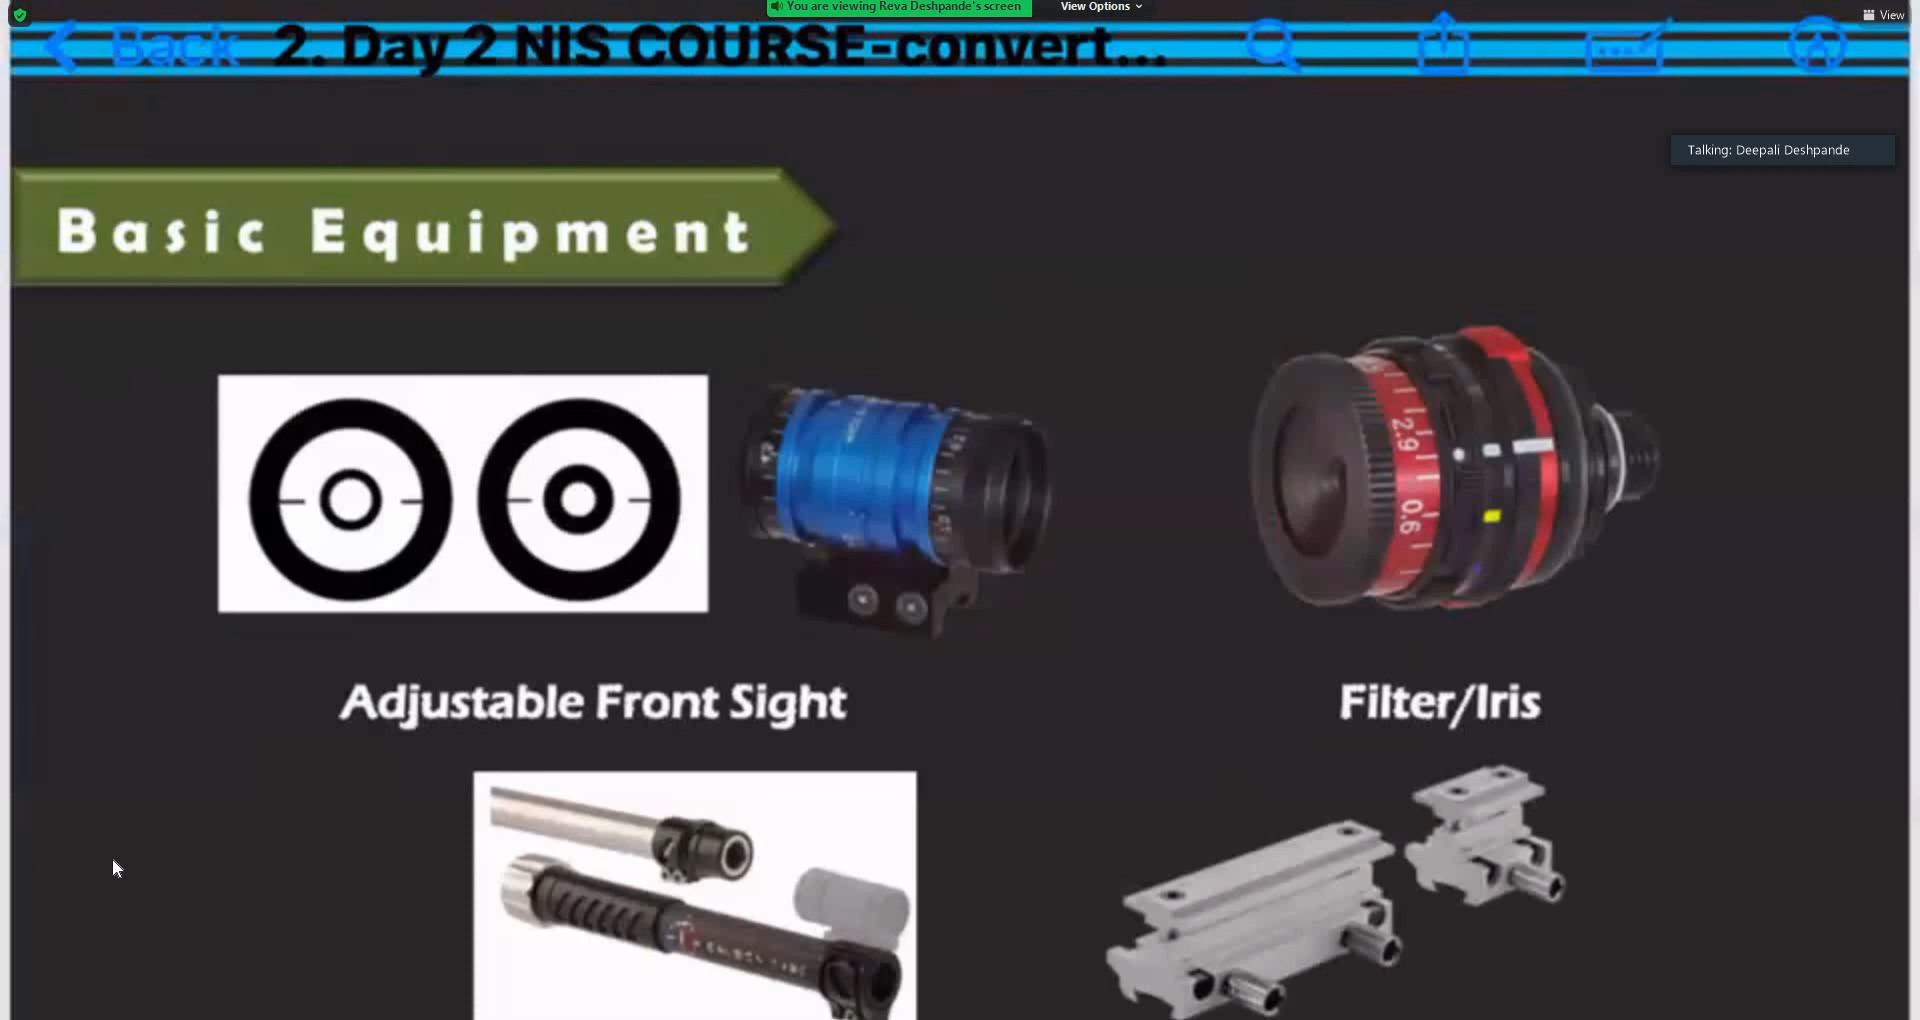 You are viewing Reva Deshpande's screen
View Options
View
Back
2. Day 2 NIS COURSE-convert...
Talking: Deepali Deshpande
Basic Equipment
2.9
0.6
Adjustable Front Sight
Filter/Iris